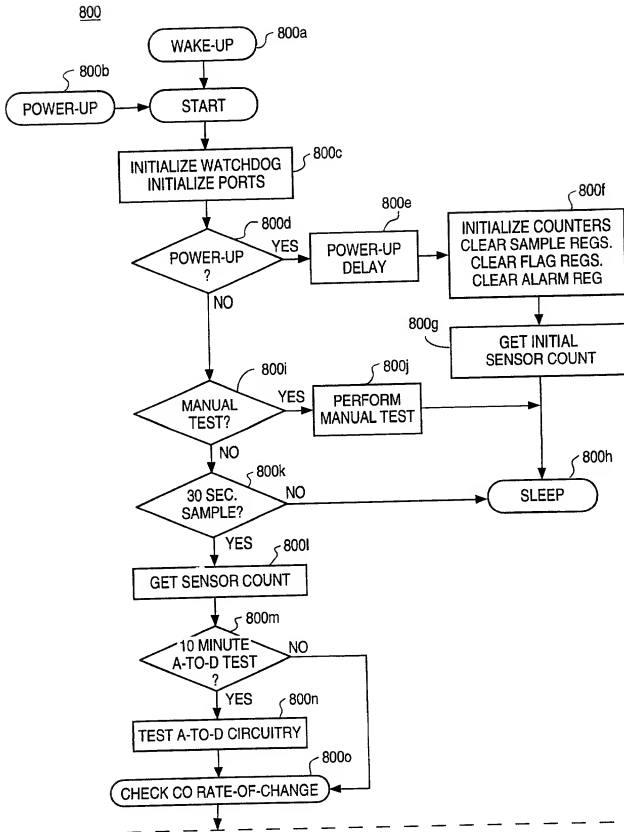 800
WAKE-UP
800a
800b
POWER-UP
START
INITIALIZE WATCHDOG
INITIALIZE PORTS
800c
800d
POWER-UP
?
YES
NO
800e
POWER-UP
DELAY
800f
INITIALIZE COUNTERS
CLEAR SAMPLE REGS.
CLEAR FLAG REGS.
CLEAR ALARM REG
800g
GET INITIAL
SENSOR COUNT
800i
MANUAL
TEST?
YES
NO
800j
PERFORM
MANUAL TEST
800k
30 SEC.
SAMPLE?
NO
YES
800h
SLEEP
800l
GET SENSOR COUNT
800m
10 MINUTE
A-TO-D TEST
?
NO
YES
800n
TEST A-TO-D CIRCUITRY
800o
CHECK CO RATE-OF-CHANGE